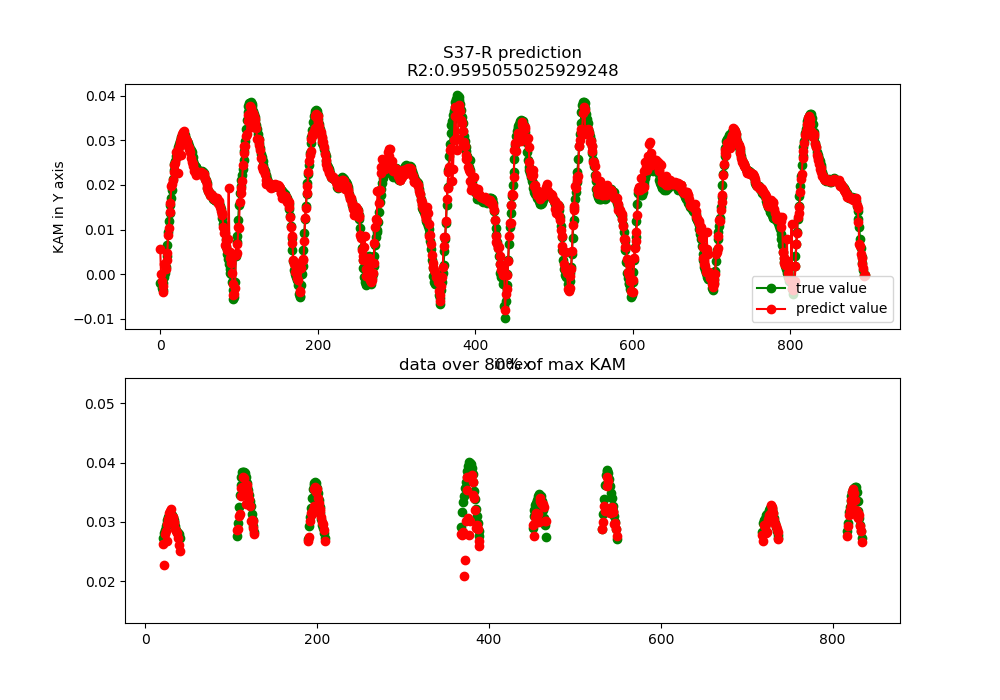 S37-R prediction
R2:0.9595055025929248
KAM in Y axis
0.04
0.03
0.02
0.01
0.00
−0.01
true value
predict value
0 200 400 600 800
index
data over 80% of max KAM
0.05
0.04
0.03
0.02
0 200 400 600 800